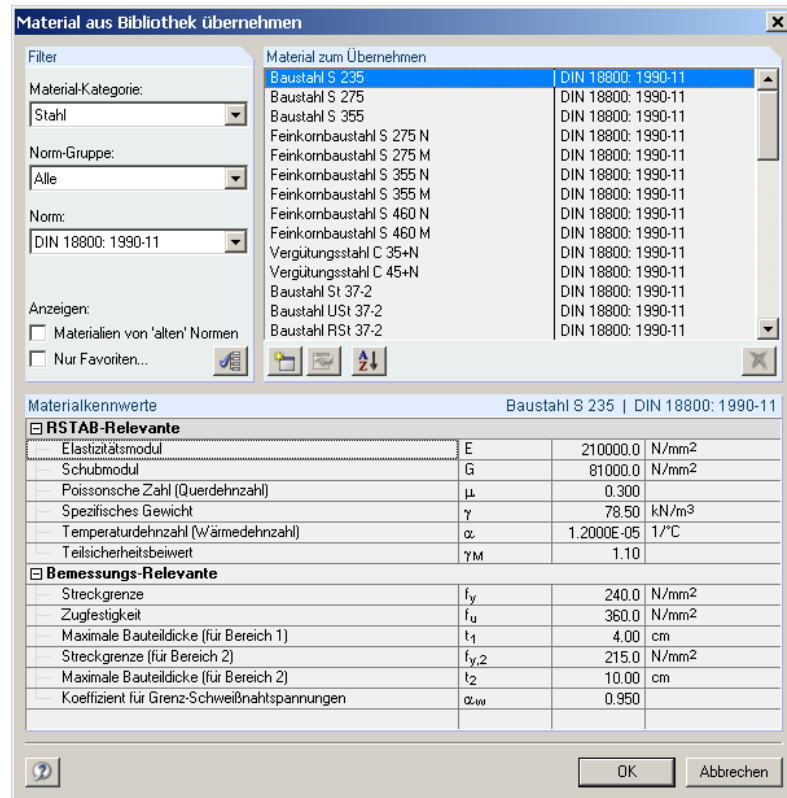 Material aus Bibliothek übernehmen
Filter
Material-Kategorie:
Stahl
Norm-Gruppe:
Alle
Norm:
DIN 18800: 1990-11
Anzeigen:
Materialien von 'alten' Normen
Nur Favoriten...
Material zum Übernehmen
Baustahl S 235 DIN 18800: 1990-11
Baustahl S 275 DIN 18800: 1990-11
Baustahl S 355 DIN 18800: 1990-11
Feinkornbaustahl S 275 N DIN 18800: 1990-11
Feinkornbaustahl S 275 M DIN 18800: 1990-11
Feinkornbaustahl S 355 N DIN 18800: 1990-11
Feinkornbaustahl S 355 M DIN 18800: 1990-11
Feinkornbaustahl S 460 N DIN 18800: 1990-11
Feinkornbaustahl S 460 M DIN 18800: 1990-11
Vergütungsstahl C 35+N DIN 18800: 1990-11
Vergütungsstahl C 45+N DIN 18800: 1990-11
Baustahl St 37-2 DIN 18800: 1990-11
Baustahl USt 37-2 DIN 18800: 1990-11
Baustahl RSt 37-2 DIN 18800: 1990-11
A
Z
Materialkennwerte Baustahl S 235 | DIN 18800: 1990-11
RSTAB-Relevante
Elastizitätsmodul E 210000.0 N/mm2
Schubmodul G 81000.0 N/mm2
Poissonsche Zahl (Querdehnzahl) μ 0.300
Spezifisches Gewicht γ 78.50 kN/m3
Temperaturdehnzahl (Wärmedehnzahl) α 1.2000E-05 1/°C
Teilsicherheitsbeiwert γM 1.10
Bemessungs-Relevante
Streckgrenze fy 240.0 N/mm2
Zugfestigkeit fu 360.0 N/mm2
Maximale Bauteildicke (für Bereich 1) t1 4.00 cm
Streckgrenze (für Bereich 2) fy,2 215.0 N/mm2
Maximale Bauteildicke (für Bereich 2) t2 10.00 cm
Koeffizient für Grenz-Schweißnahtspannungen αw 0.950
OK
Abbrechen